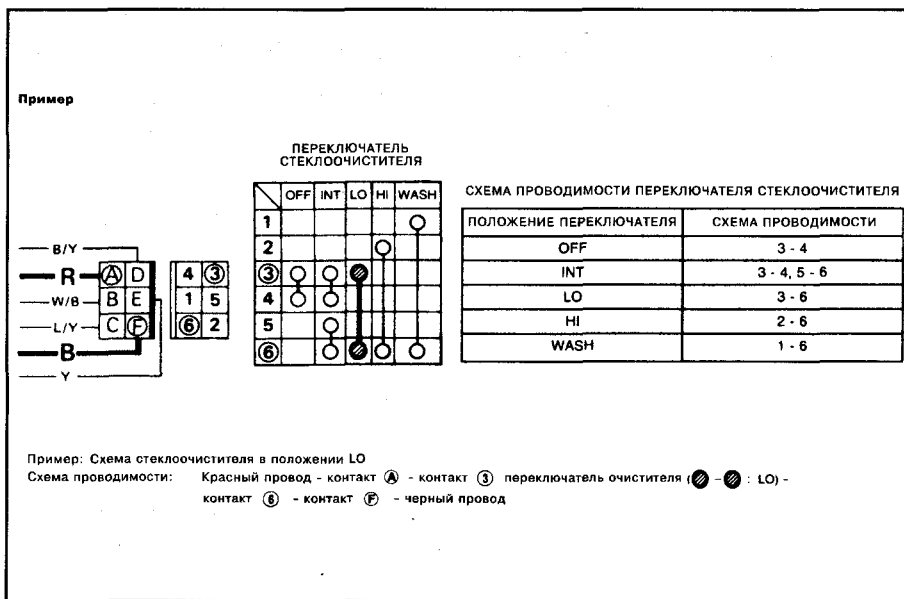 Пример
ПЕРЕКЛЮЧАТЕЛЬ
СТЕКЛООЧИСТИТЕЛЯ
OFF INT LO HI WASH
1
2
3
4
5
6
B/Y
R
W/B
L/Y
B
Y
A D
B E
C F
4 3
1 5
6 2
СХЕМА ПРОВОДИМОСТИ ПЕРЕКЛЮЧАТЕЛЯ СТЕКЛООЧИСТИТЕЛЯ
ПОЛОЖЕНИЕ ПЕРЕКЛЮЧАТЕЛЯ СХЕМА ПРОВОДИМОСТИ
OFF 3 - 4
INT 3 - 4, 5 - 6
LO 3 - 6
HI 2 - 6
WASH 1 - 6
Пример: Схема стеклоочистителя в положении LO
Схема проводимости: Красный провод - контакт Ⓐ - контакт ③ переключатель очистителя ( - : LO) -
контакт ⑥ - контакт Ⓕ - черный провод